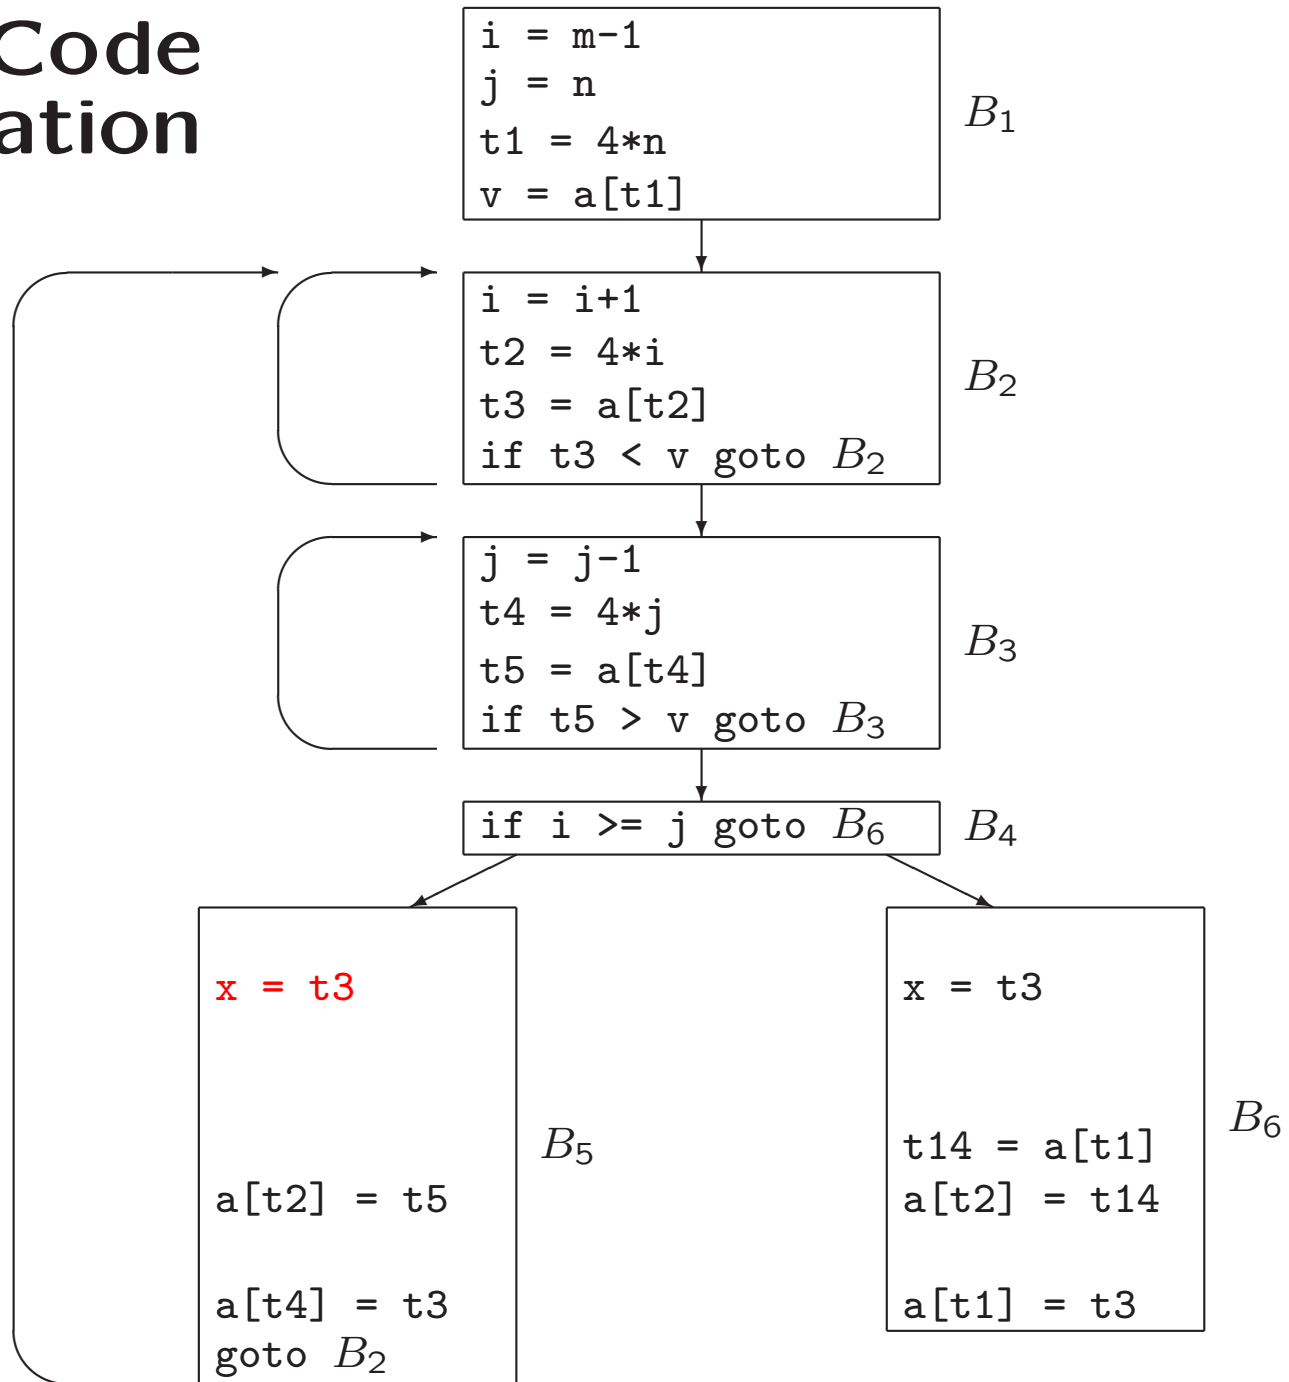 Code
ation
i = m-1
j = n
t1 = 4*n
v = a[t1]
B₁
i = i+1
t2 = 4*i
t3 = a[t2]
if t3 < v goto B₂
B₂
j = j-1
t4 = 4*j
t5 = a[t4]
if t5 > v goto B₃
B₃
if i >= j goto B₆
B₄
x = t3
a[t2] = t5
a[t4] = t3
goto B₂
B₅
x = t3
t14 = a[t1]
a[t2] = t14
a[t1] = t3
B₆